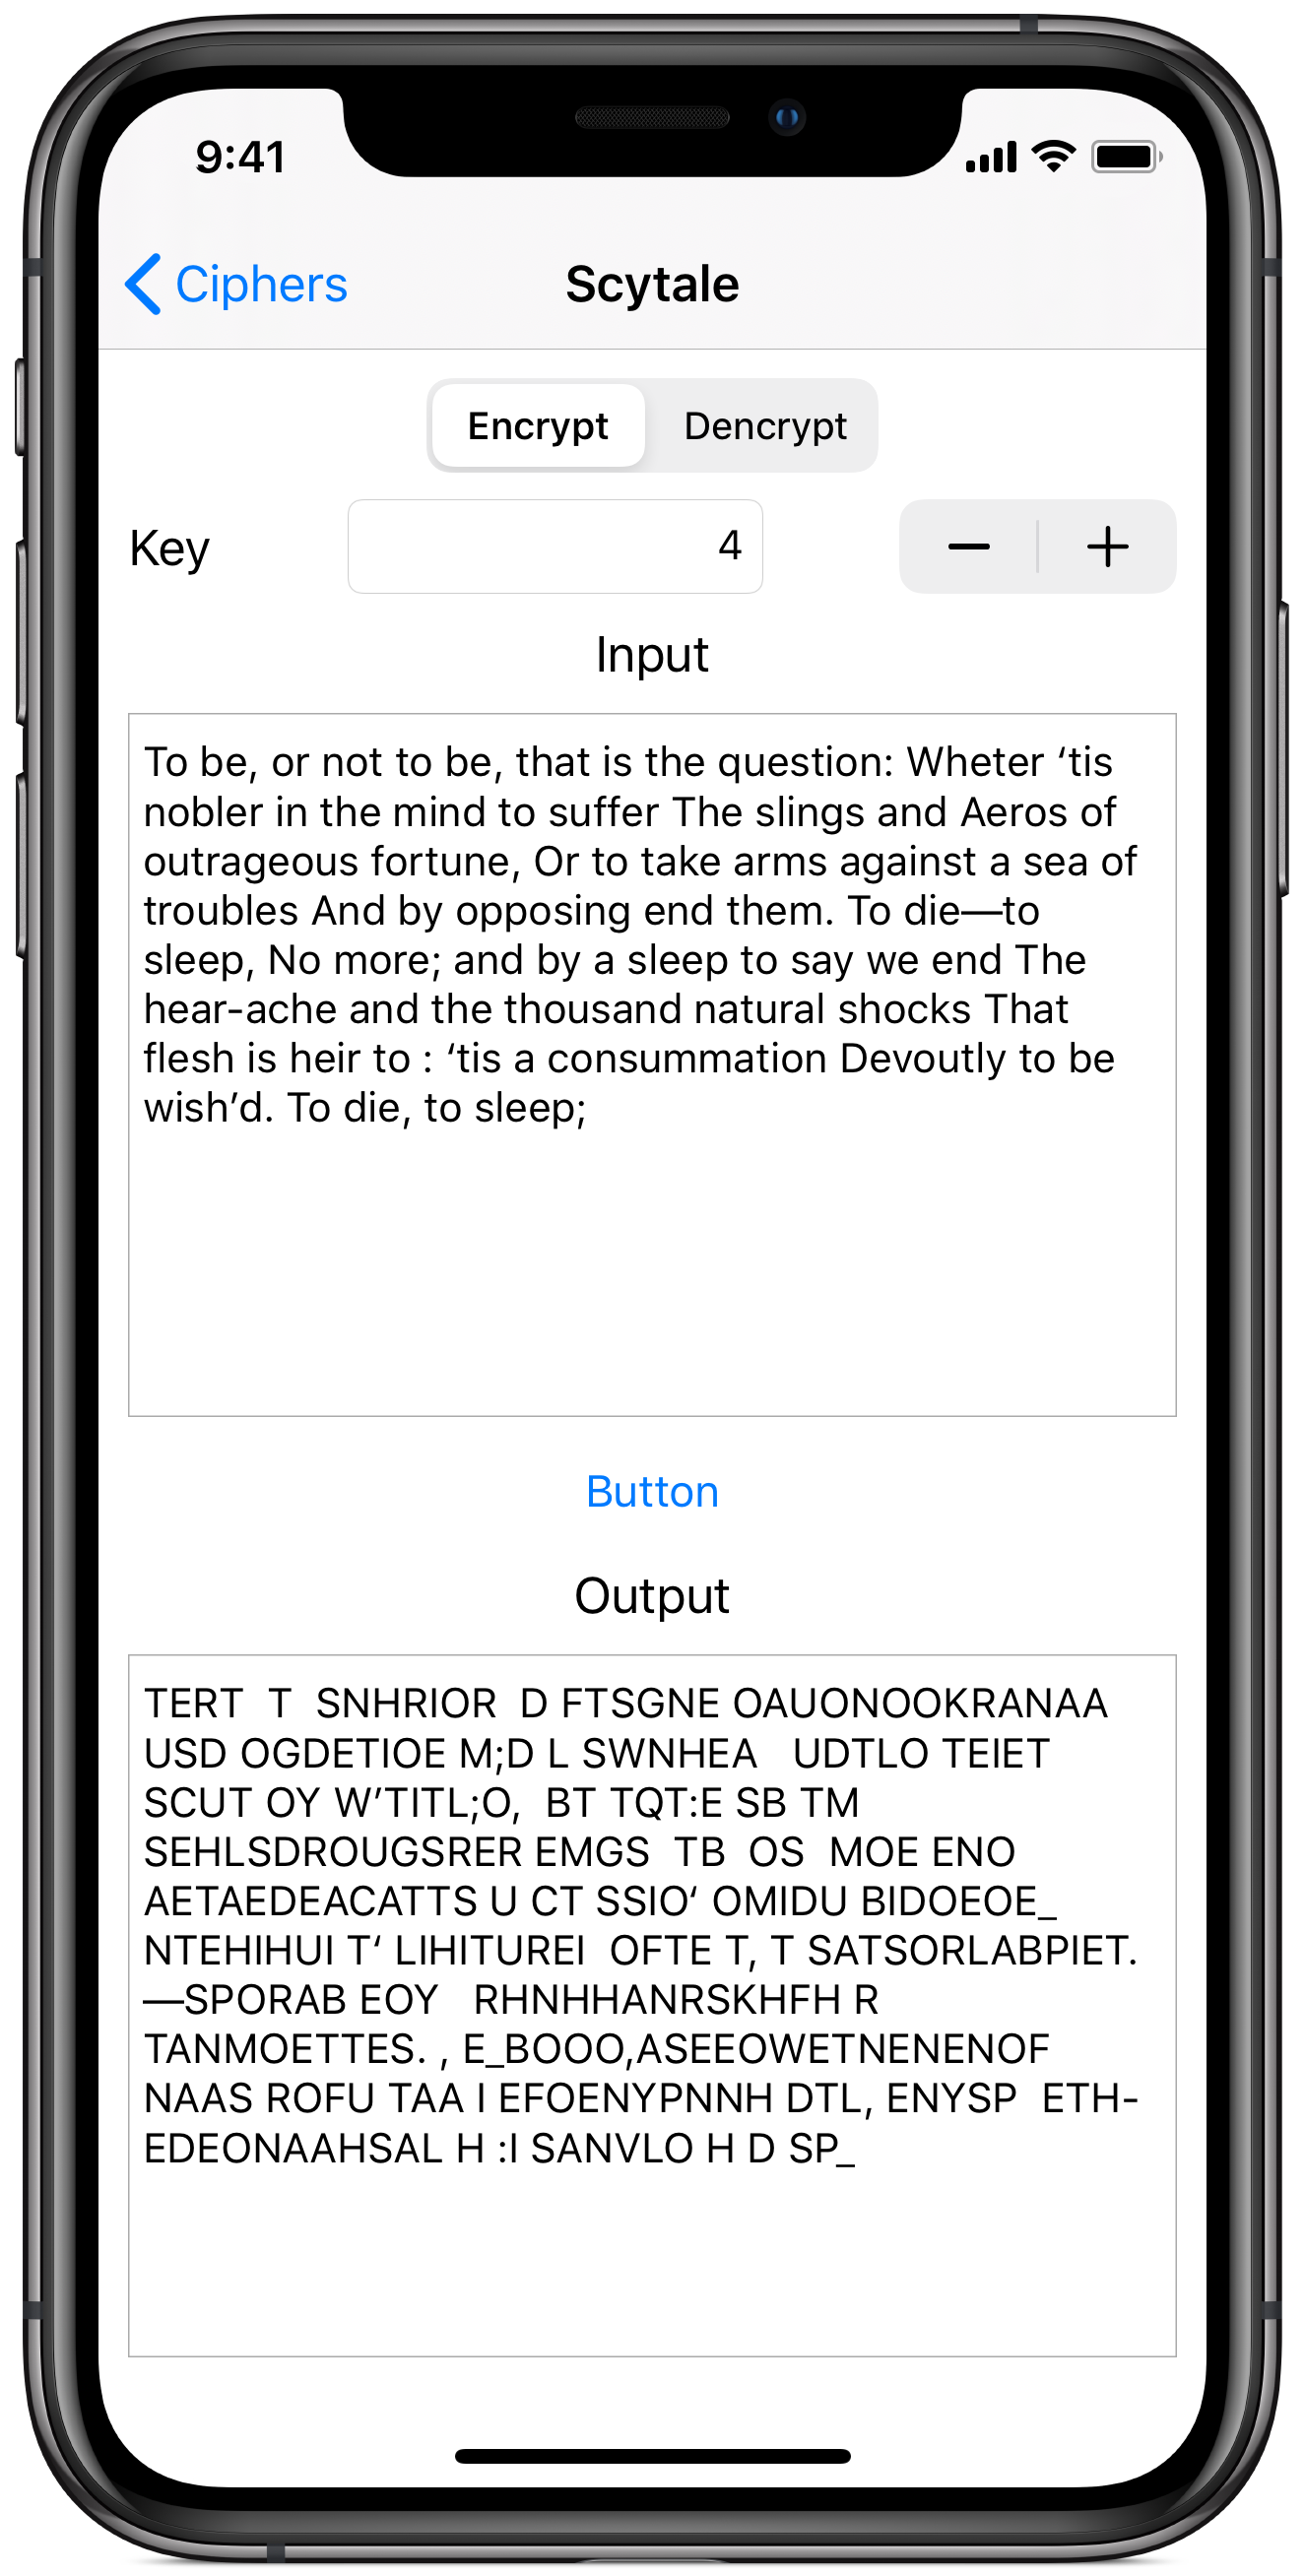 9:41
Ciphers Scytale
Encrypt Dencrypt
Key 4 − +
Input
To be, or not to be, that is the question: Wheter ‘tis
nobler in the mind to suffer The slings and Aeros of
outrageous fortune, Or to take arms against a sea of
troubles And by opposing end them. To die—to
sleep, No more; and by a sleep to say we end The
hear-ache and the thousand natural shocks That
flesh is heir to : ‘tis a consummation Devoutly to be
wish’d. To die, to sleep;
Button
Output
TERT  T  SNHRIOR  D FTSGNE OAUONOOKRANAA
USD OGDETIOE M;D L SWNHEA   UDTLO TEIET
SCUT OY W’TITL;O,  BT TQT:E SB TM
SEHLSDROUGSRER EMGS  TB  OS  MOE ENO
AETAEDEACATTS U CT SSIO‘ OMIDU BIDOEOE_
NTEHIHUI T‘ LIHITUREI  OFTE T, T SATSORLABPIET.
—SPORAB EOY   RHNHHANRSKHFH R
TANMOETTES. , E_BOOO,ASEEOWETNENENOF
NAAS ROFU TAA I EFOENYPNNH DTL, ENYSP  ETH-
EDEONAAHSAL H :I SANVLO H D SP_